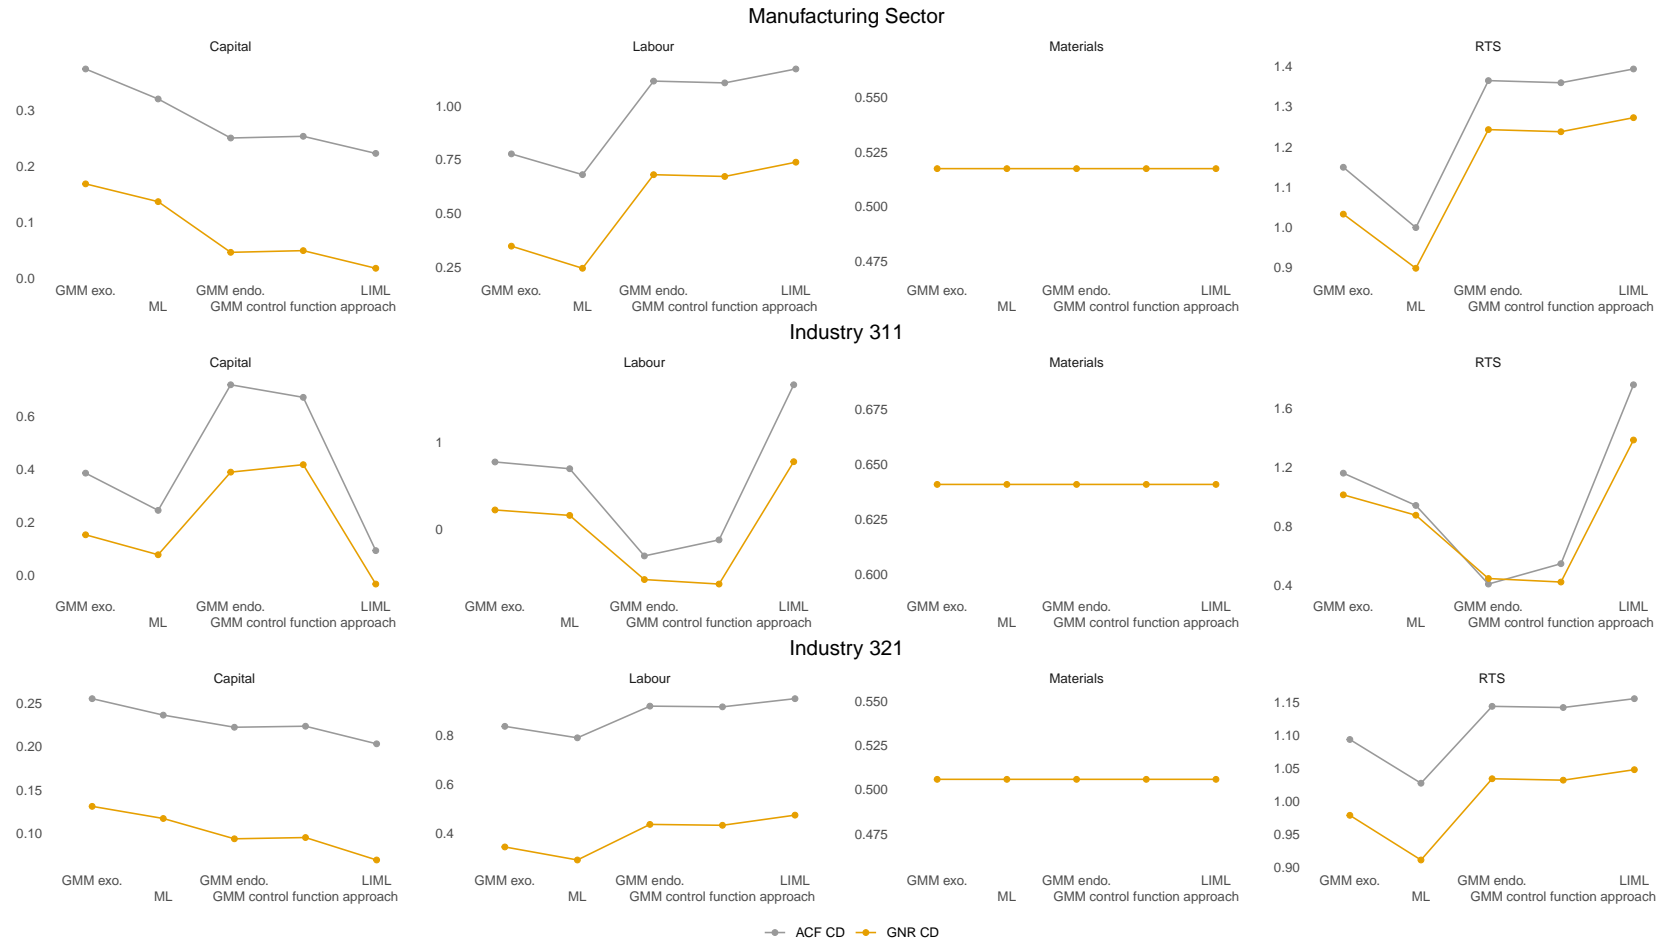 Manufacturing Sector
Capital
Labour
Materials
RTS
0.3
0.2
0.1
0.0
GMM exo.
ML
GMM endo.
GMM control function approach
LIML
1.00
0.75
0.50
0.25
GMM exo.
ML
GMM endo.
GMM control function approach
LIML
0.550
0.525
0.500
0.475
GMM exo.
ML
GMM endo.
GMM control function approach
LIML
1.4
1.3
1.2
1.1
1.0
0.9
GMM exo.
ML
GMM endo.
GMM control function approach
LIML
Industry 311
Capital
Labour
Materials
RTS
0.6
0.4
0.2
0.0
GMM exo.
ML
GMM endo.
GMM control function approach
LIML
1
0
GMM exo.
ML
GMM endo.
GMM control function approach
LIML
0.675
0.650
0.625
0.600
GMM exo.
ML
GMM endo.
GMM control function approach
LIML
1.6
1.2
0.8
0.4
GMM exo.
ML
GMM endo.
GMM control function approach
LIML
Industry 321
Capital
Labour
Materials
RTS
0.25
0.20
0.15
0.10
GMM exo.
ML
GMM endo.
GMM control function approach
LIML
0.8
0.6
0.4
GMM exo.
ML
GMM endo.
GMM control function approach
LIML
0.550
0.525
0.500
0.475
GMM exo.
ML
GMM endo.
GMM control function approach
LIML
1.15
1.10
1.05
1.00
0.95
0.90
GMM exo.
ML
GMM endo.
GMM control function approach
LIML
ACF CD
GNR CD